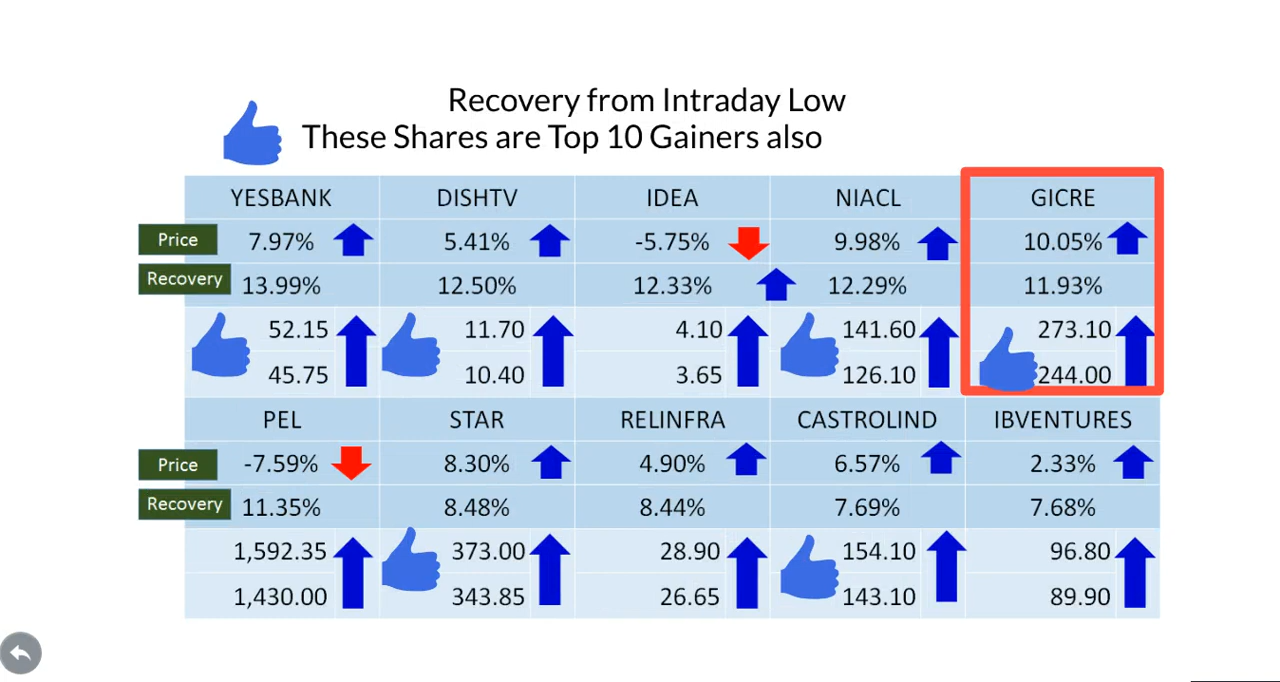 Recovery from Intraday Low
These Shares are Top 10 Gainers also
YESBANK DISHTV IDEA NIACL GICRE
Price 7.97% 5.41% -5.75% 9.98% 10.05%
Recovery 13.99% 12.50% 12.33% 12.29% 11.93%
52.15 11.70 4.10 141.60 273.10
45.75 10.40 3.65 126.10 244.00
PEL STAR RELINFRA CASTROLIND IBVENTURES
Price -7.59% 8.30% 4.90% 6.57% 2.33%
Recovery 11.35% 8.48% 8.44% 7.69% 7.68%
1,592.35 373.00 28.90 154.10 96.80
1,430.00 343.85 26.65 143.10 89.90